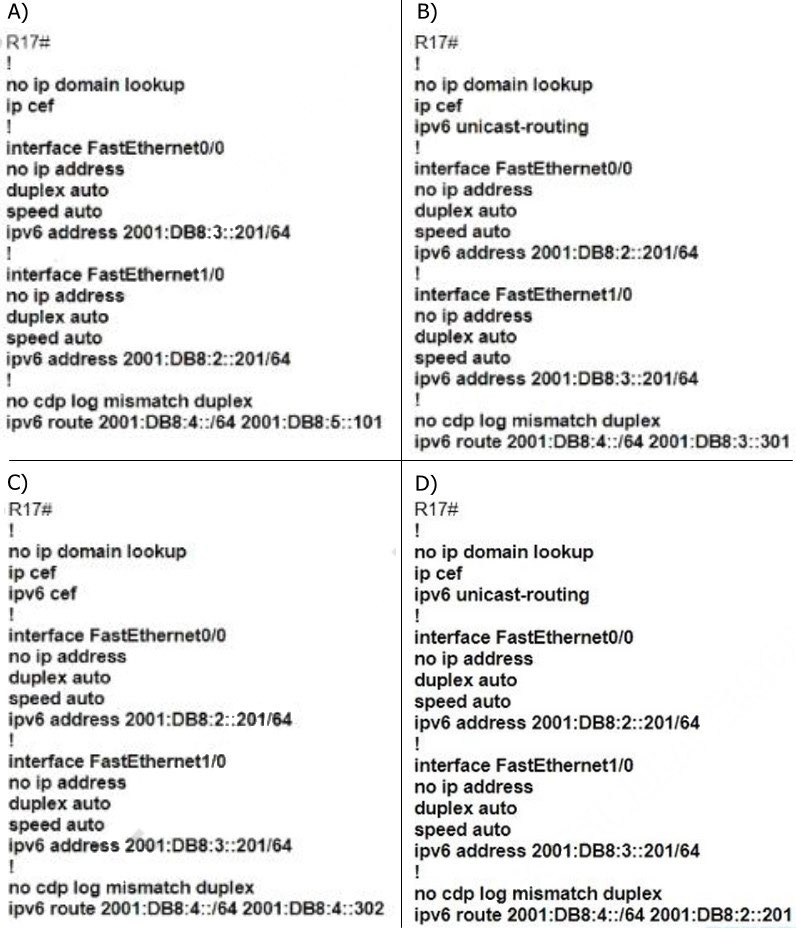 A)
R17#
!
no ip domain lookup
ip cef
!
interface FastEthernet0/0
no ip address
duplex auto
speed auto
ipv6 address 2001:DB8:3::201/64
!
interface FastEthernet1/0
no ip address
duplex auto
speed auto
ipv6 address 2001:DB8:2::201/64
!
no cdp log mismatch duplex
ipv6 route 2001:DB8:4::/64 2001:DB8:5::101
B)
R17#
!
no ip domain lookup
ip cef
ipv6 unicast-routing
!
interface FastEthernet0/0
no ip address
duplex auto
speed auto
ipv6 address 2001:DB8:2::201/64
!
interface FastEthernet1/0
no ip address
duplex auto
speed auto
ipv6 address 2001:DB8:3::201/64
!
no cdp log mismatch duplex
ipv6 route 2001:DB8:4::/64 2001:DB8:3::301
C)
R17#
!
no ip domain lookup
ip cef
ipv6 cef
!
interface FastEthernet0/0
no ip address
duplex auto
speed auto
ipv6 address 2001:DB8:2::201/64
!
interface FastEthernet1/0
no ip address
duplex auto
speed auto
ipv6 address 2001:DB8:3::201/64
!
no cdp log mismatch duplex
ipv6 route 2001:DB8:4::/64 2001:DB8:4::302
D)
R17#
!
no ip domain lookup
ip cef
ipv6 unicast-routing
!
interface FastEthernet0/0
no ip address
duplex auto
speed auto
ipv6 address 2001:DB8:2::201/64
!
interface FastEthernet1/0
no ip address
duplex auto
speed auto
ipv6 address 2001:DB8:3::201/64
!
no cdp log mismatch duplex
ipv6 route 2001:DB8:4::/64 2001:DB8:2::201